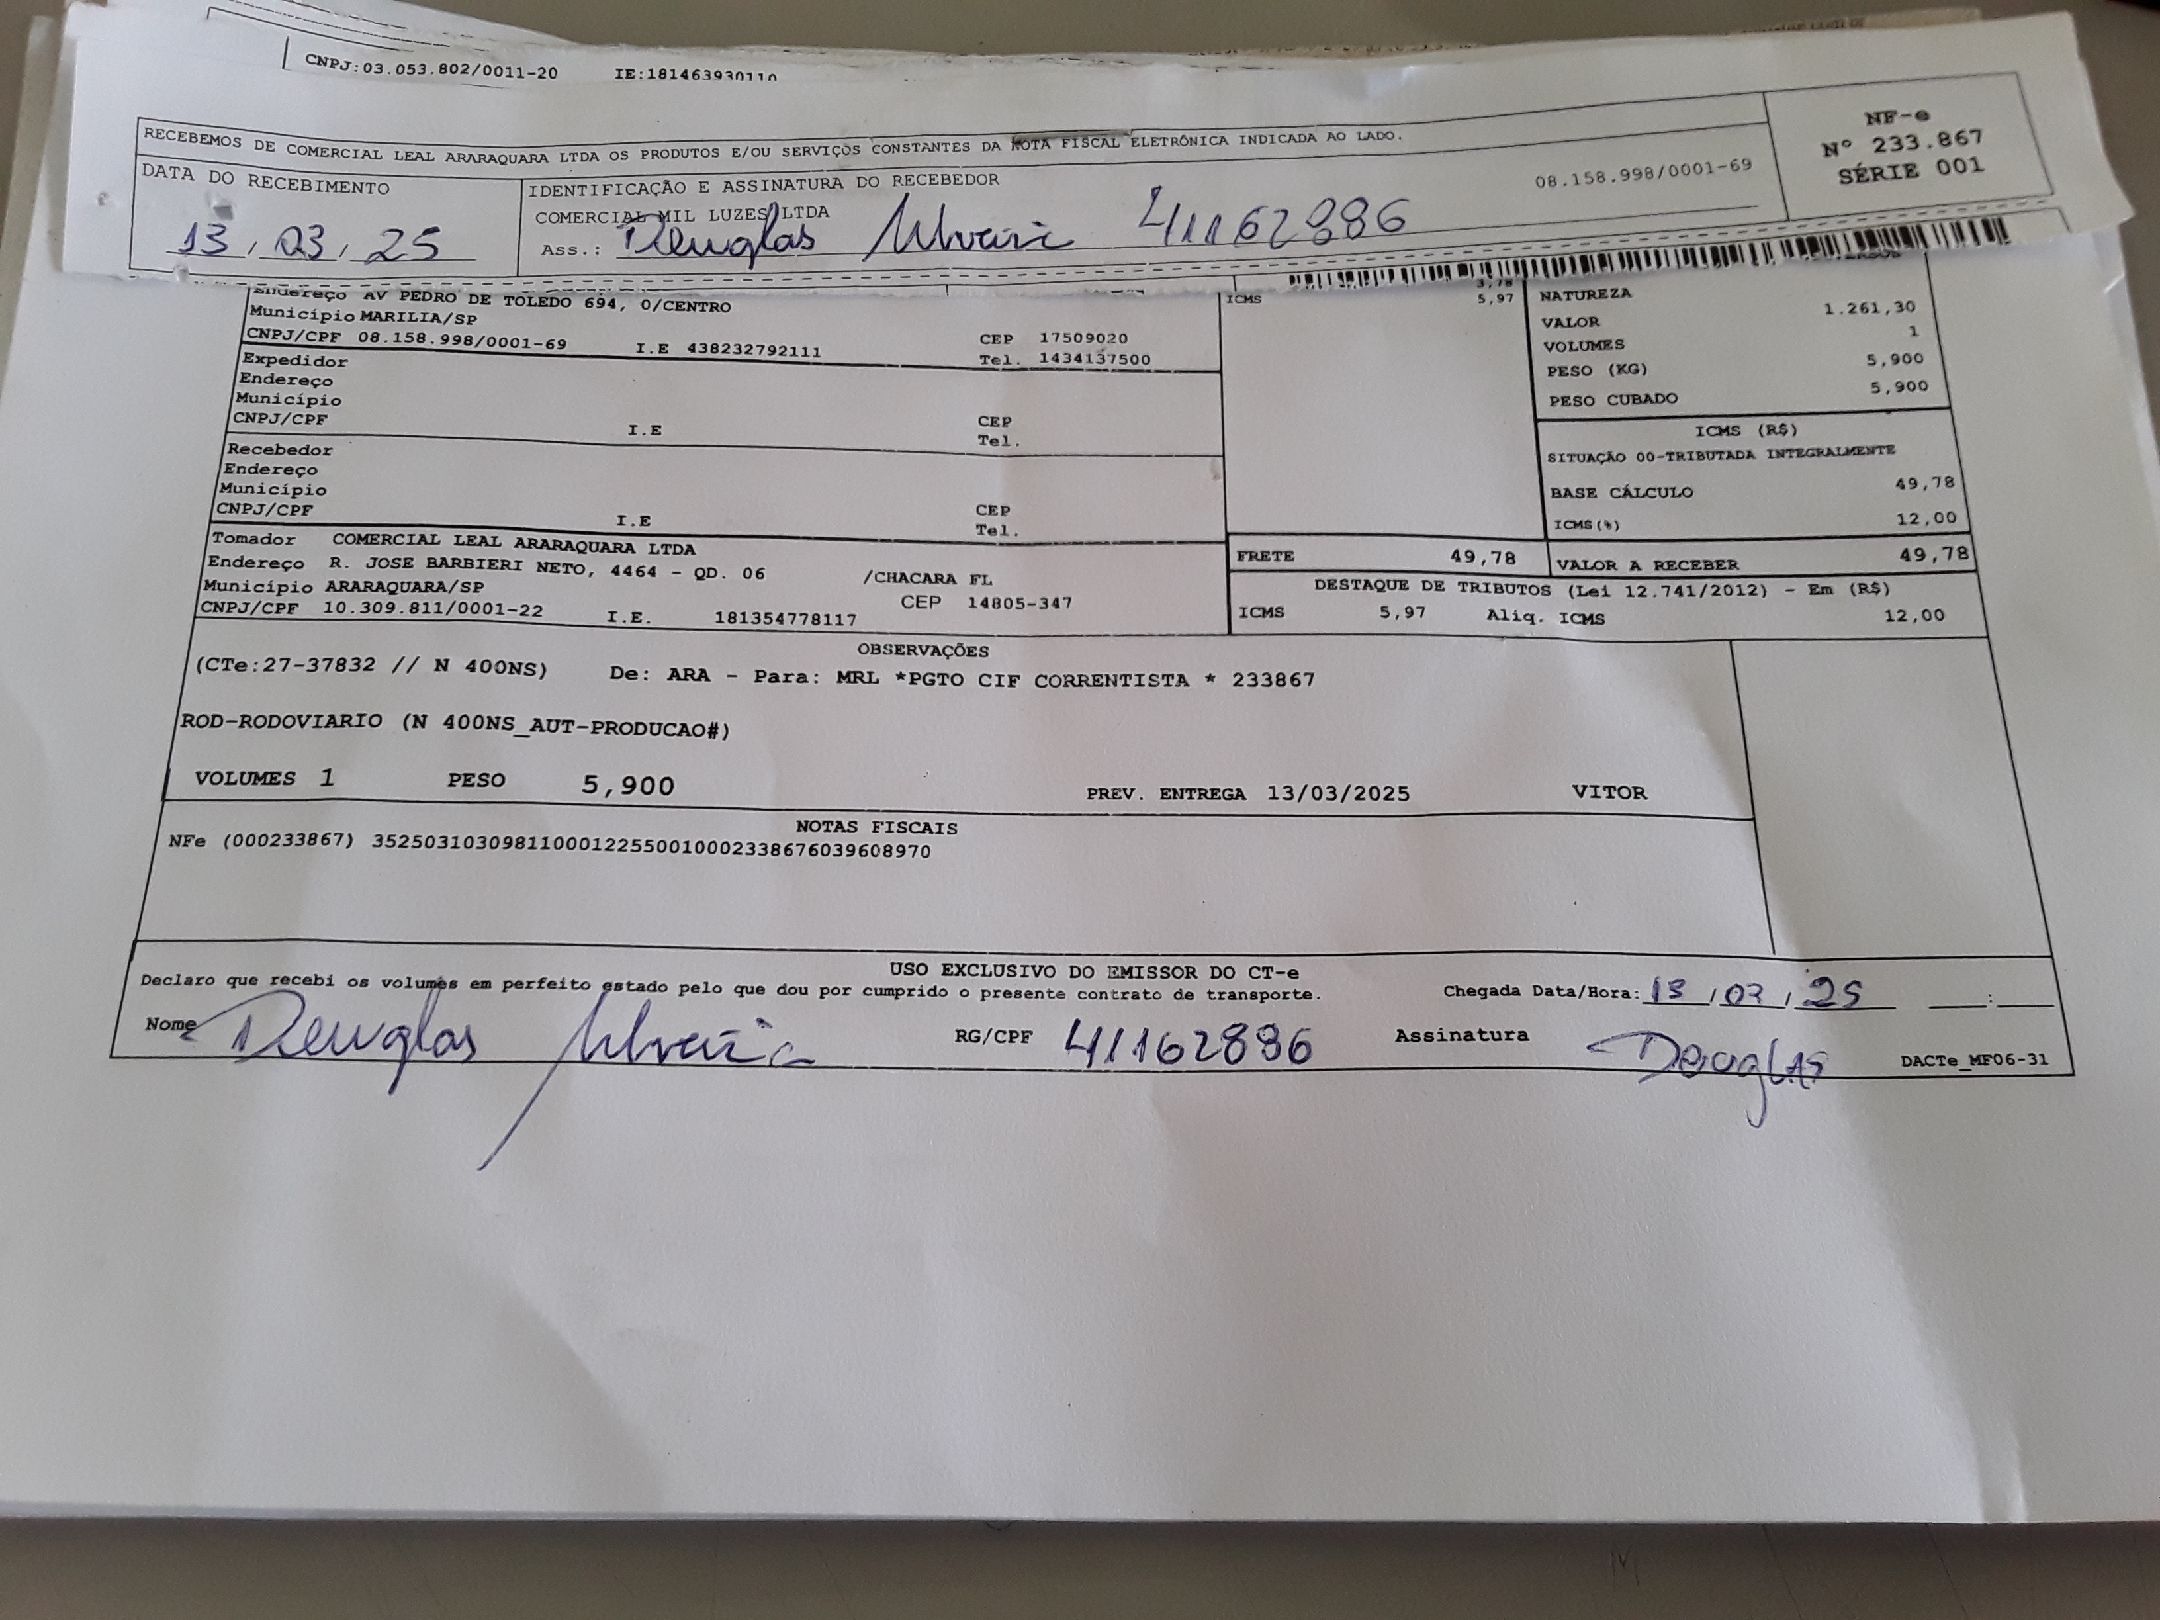 CNPJ:03.053.802/0011-20 IE:181463930110
RECEBEMOS DE COMERCIAL LEAL ARARAQUARA LTDA OS PRODUTOS E/OU SERVIÇOS CONSTANTES DA NOTA FISCAL ELETRÔNICA INDICADA AO LADO.
NF-e
Nº 233.867
SÉRIE 001
DATA DO RECEBIMENTO
13, 03, 25
IDENTIFICAÇÃO E ASSINATURA DO RECEBEDOR
COMERCIAL MIL LUZES LTDA 08.158.998/0001-69
Ass.: Douglas 41162886
Endereço AV PEDRO DE TOLEDO 694, 0/CENTRO
Município MARILIA/SP CEP 17509020
CNPJ/CPF 08.158.998/0001-69 I.E 438232792111 Tel. 1434137500
Expedidor
Endereço
Município CEP
CNPJ/CPF I.E Tel.
Recebedor
Endereço
Município CEP
CNPJ/CPF I.E Tel.
Tomador COMERCIAL LEAL ARARAQUARA LTDA
Endereço R. JOSE BARBIERI NETO, 4464 - QD. 06 /CHACARA FL
Município ARARAQUARA/SP CEP 14805-347
CNPJ/CPF 10.309.811/0001-22 I.E. 181354778117
3,78
ICMS 5,97
NATUREZA
VALOR 1.261,30
VOLUMES 1
PESO (KG) 5,900
PESO CUBADO 5,900
ICMS (R$)
SITUAÇÃO 00-TRIBUTADA INTEGRALMENTE
BASE CÁLCULO 49,78
ICMS(%) 12,00
FRETE 49,78 VALOR A RECEBER 49,78
DESTAQUE DE TRIBUTOS (Lei 12.741/2012) - Em (R$)
ICMS 5,97 Aliq. ICMS 12,00
OBSERVAÇÕES
(CTe:27-37832 // N 400NS) De: ARA - Para: MRL *PGTO CIF CORRENTISTA * 233867
ROD-RODOVIARIO (N 400NS_AUT-PRODUCAO#)
VOLUMES 1 PESO 5,900 PREV. ENTREGA 13/03/2025 VITOR
NOTAS FISCAIS
NFe (000233867) 35250310309811000122550010002338676039608970
USO EXCLUSIVO DO EMISSOR DO CT-e
Declaro que recebi os volumes em perfeito estado pelo que dou por cumprido o presente contrato de transporte. Chegada Data/Hora: 13, 03, 25 :
Nome Douglas RG/CPF 41162886 Assinatura Douglas DACTe_MF06-31